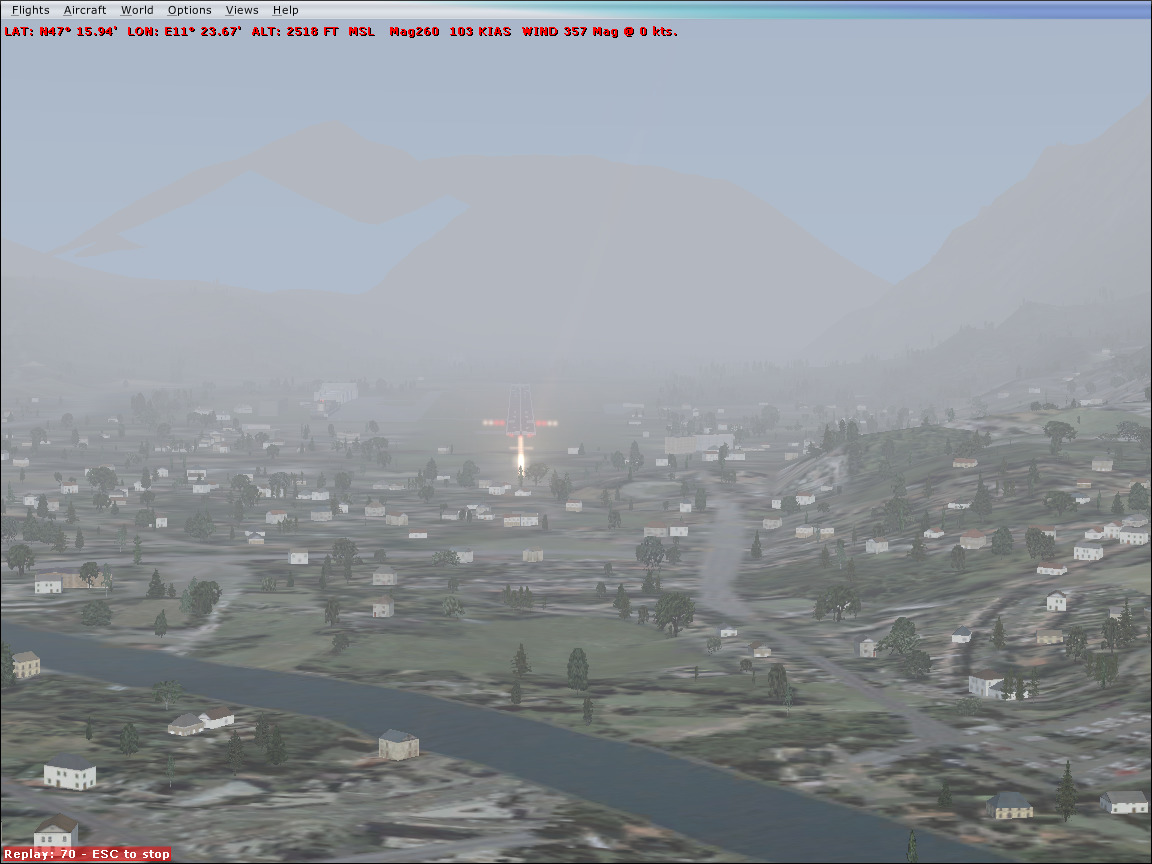 Flights Aircraft World Options Views Help
LAT: N47° 15.94' LON: E11° 23.67' ALT: 2518 FT MSL Mag260 103 KIAS WIND 357 Mag @ 0 kts.
Replay: 70 - ESC to stop